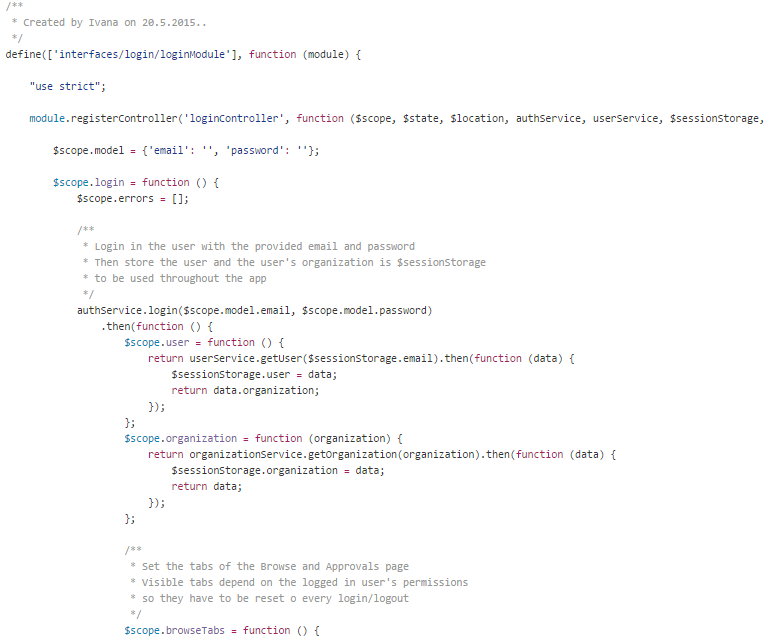 /**
 * Created by Ivana on 20.5.2015..
 */
define(['interfaces/login/loginModule'], function (module) {
    "use strict";
    module.registerController('loginController', function ($scope, $state, $location, authService, userService, $sessionStorage,
        $scope.model = {'email': '', 'password': ''};
        $scope.login = function () {
            $scope.errors = [];
            /**
             * Login in the user with the provided email and password
             * Then store the user and the user's organization is $sessionStorage
             * to be used throughout the app
             */
            authService.login($scope.model.email, $scope.model.password)
                .then(function () {
                    $scope.user = function () {
                        return userService.getUser($sessionStorage.email).then(function (data) {
                            $sessionStorage.user = data;
                            return data.organization;
                        });
                    };
                    $scope.organization = function (organization) {
                        return organizationService.getOrganization(organization).then(function (data) {
                            $sessionStorage.organization = data;
                            return data;
                        });
                    };
                    /**
                     * Set the tabs of the Browse and Approvals page
                     * Visible tabs depend on the logged in user's permissions
                     * so they have to be reset o every login/logout
                     */
                    $scope.browseTabs = function () {